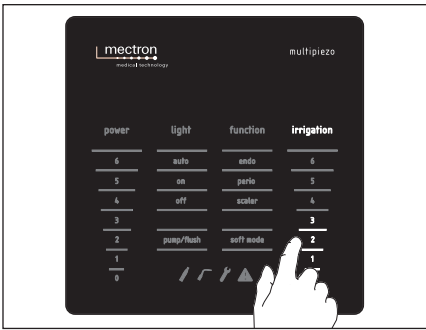 mectron
medical technology
multipiezo
power light function irrigation
6 auto endo 6
5 on perio 5
4 off scaler 4
3 3
2 pump/flush soft mode 2
1 1
0